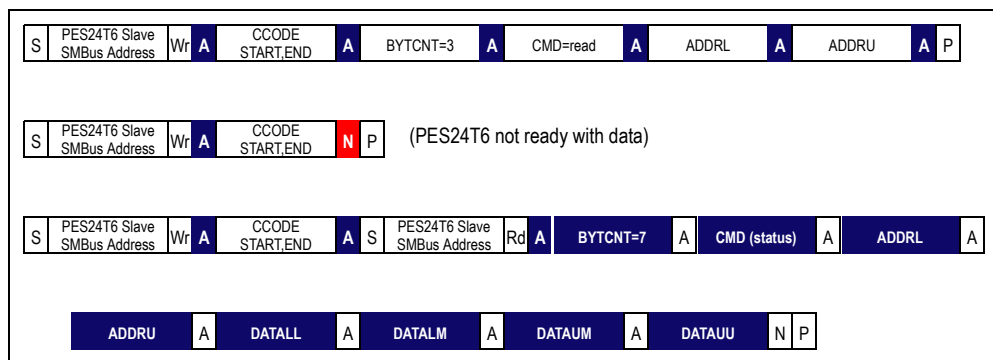 S PES24T6 Slave SMBus Address Wr A CCODE START,END A BYTCNT=3 A CMD=read A ADDRL A ADDRU A P
S PES24T6 Slave SMBus Address Wr A CCODE START,END N P (PES24T6 not ready with data)
S PES24T6 Slave SMBus Address Wr A CCODE START,END A S PES24T6 Slave SMBus Address Rd A BYTCNT=7 A CMD (status) A ADDRL A
ADDRU A DATALL A DATALM A DATAUM A DATAUU N P